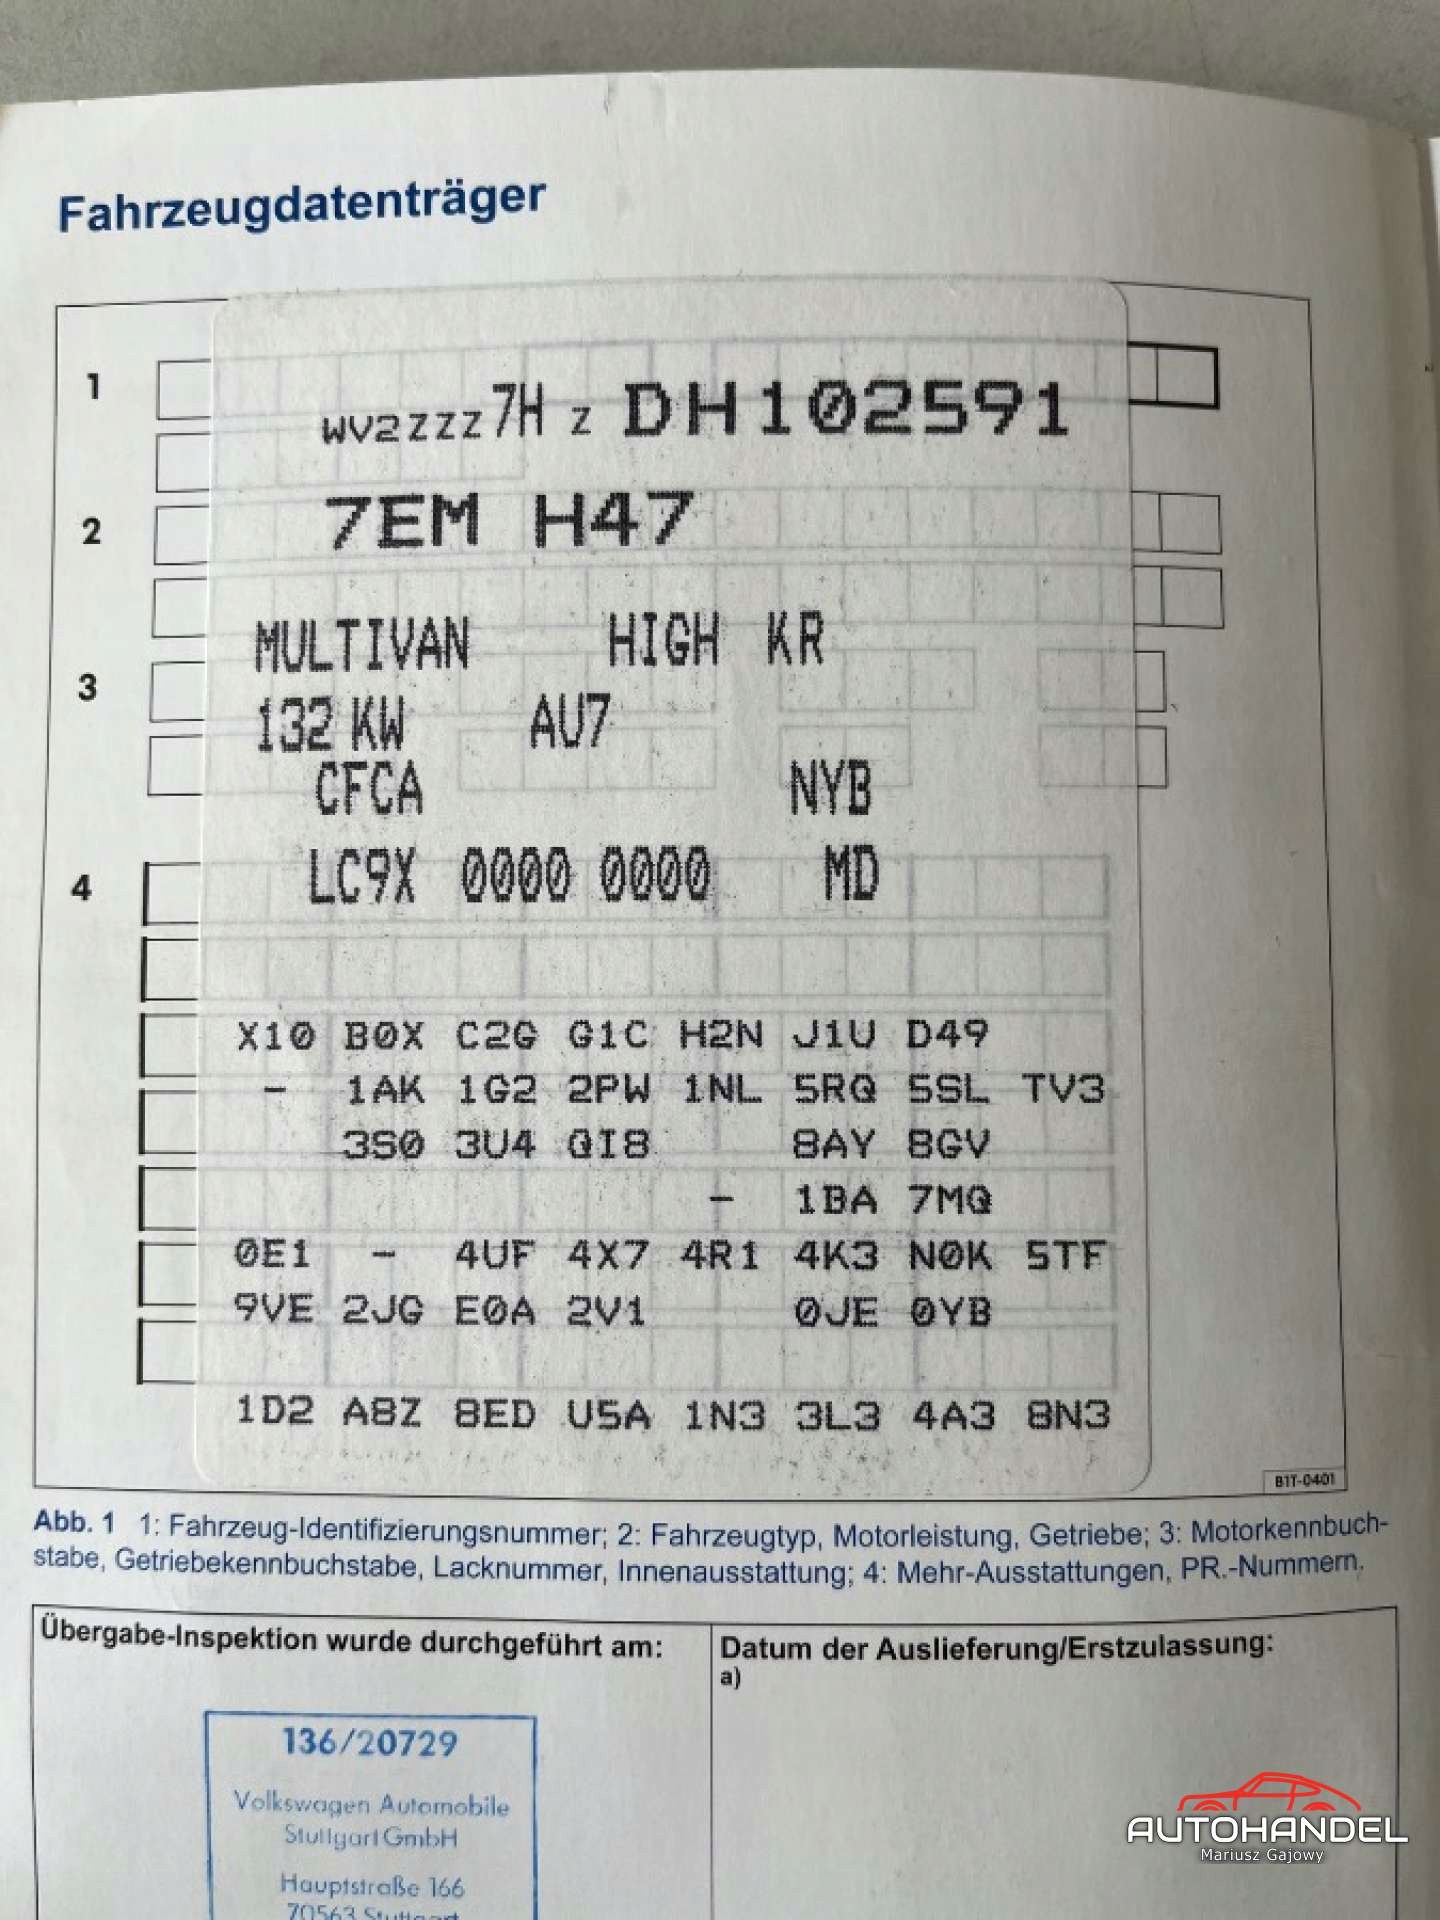 Fahrzeugdatenträger
1
WV2ZZZ7H Z DH102591
2
7EM H47
MULTIVAN HIGH KR
3
132 KW AU7
CFCA NYB
4
LC9X 0000 0000 MD
X10 B0X C2G G1C H2N J1U D49
- 1AK 1G2 2PW 1NL 5RQ 5SL TV3
3S0 3U4 QI8 8AY 8GV
- 1BA 7MQ
0E1 - 4UF 4X7 4R1 4K3 N0K 5TF
9VE 2JG E0A 2V1 0JE 0YB
1D2 A8Z 8ED U5A 1N3 3L3 4A3 8N3
B1T-0401
Abb. 1 1: Fahrzeug-Identifizierungsnummer; 2: Fahrzeugtyp, Motorleistung, Getriebe; 3: Motorkennbuch-
stabe, Getriebekennbuchstabe, Lacknummer, Innenausstattung; 4: Mehr-Ausstattungen, PR.-Nummern.
Übergabe-Inspektion wurde durchgeführt am:
Datum der Auslieferung/Erstzulassung:
a)
136/20729
Volkswagen Automobile
Stuttgart GmbH
Hauptstraße 166
70563 Stuttgart
AUTOHANDEL
Mariusz Gajowy